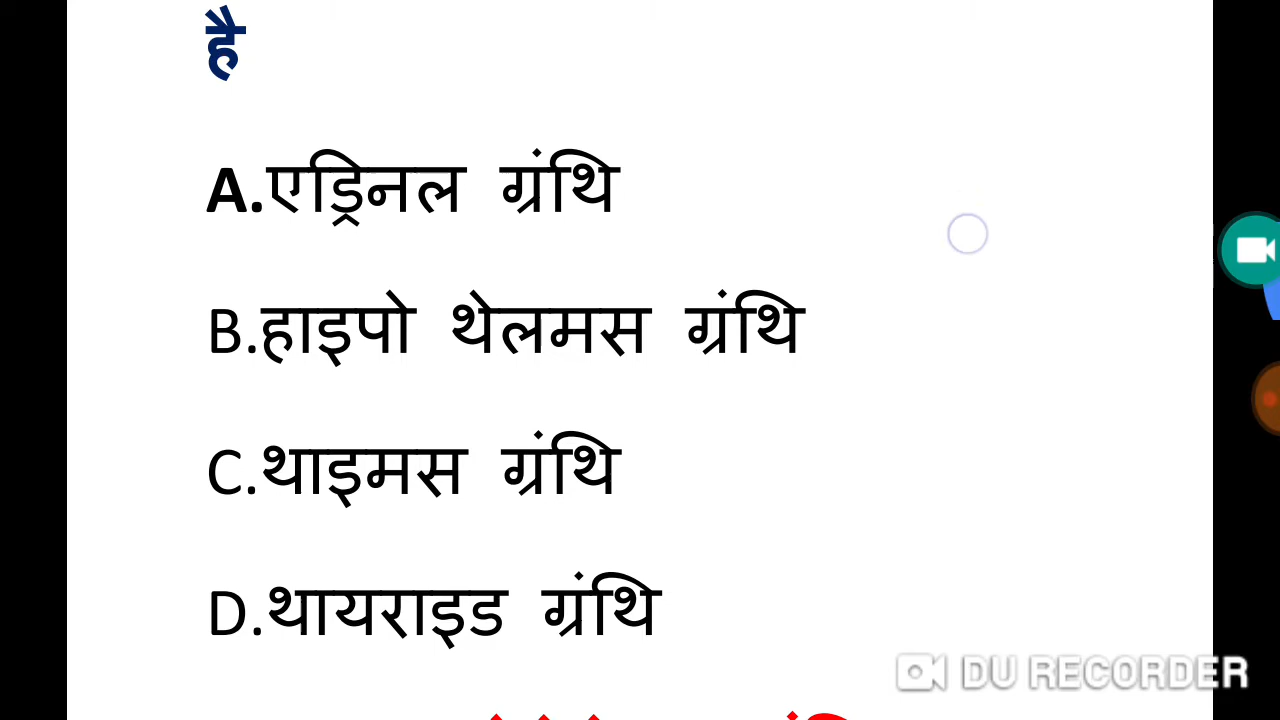 है
A.एड्रिनल ग्रंथि
B.हाइपो थेलमस ग्रंथि
C.थाइमस ग्रंथि
D.थायराइड ग्रंथि
DU RECORDER